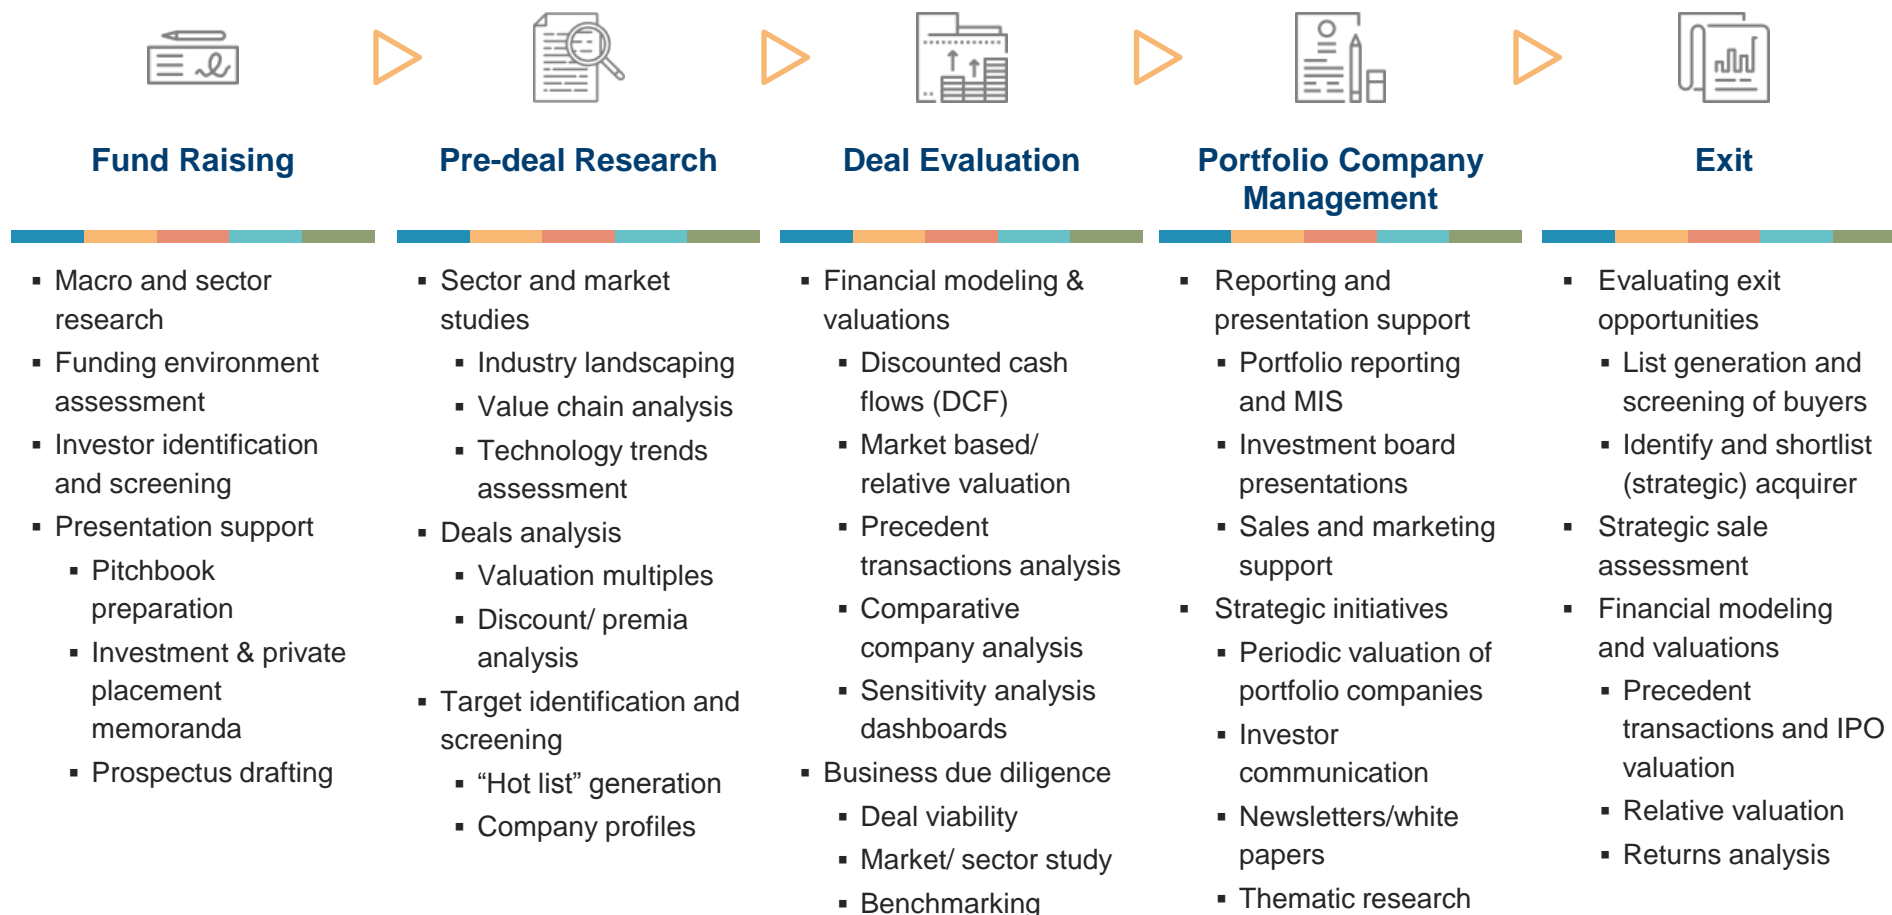 Fund Raising
Macro and sector
research
Funding environment
assessment
Investor identification
and screening
Presentation support
Pitchbook
preparation
Investment & private
placement
memoranda
Prospectus drafting
Pre-deal Research
Sector and market
studies
Industry landscaping
Value chain analysis
Technology trends
assessment
Deals analysis
Valuation multiples
Discount/ premia
analysis
Target identification and
screening
“Hot list” generation
Company profiles
Deal Evaluation
Financial modeling &
valuations
Discounted cash
flows (DCF)
Market based/
relative valuation
Precedent
transactions analysis
Comparative
company analysis
Sensitivity analysis
dashboards
Business due diligence
Deal viability
Market/ sector study
Benchmarking
Portfolio Company
Management
Reporting and
presentation support
Portfolio reporting
and MIS
Investment board
presentations
Sales and marketing
support
Strategic initiatives
Periodic valuation of
portfolio companies
Investor
communication
Newsletters/white
papers
Thematic research
Exit
Evaluating exit
opportunities
List generation and
screening of buyers
Identify and shortlist
(strategic) acquirer
Strategic sale
assessment
Financial modeling
and valuations
Precedent
transactions and IPO
valuation
Relative valuation
Returns analysis